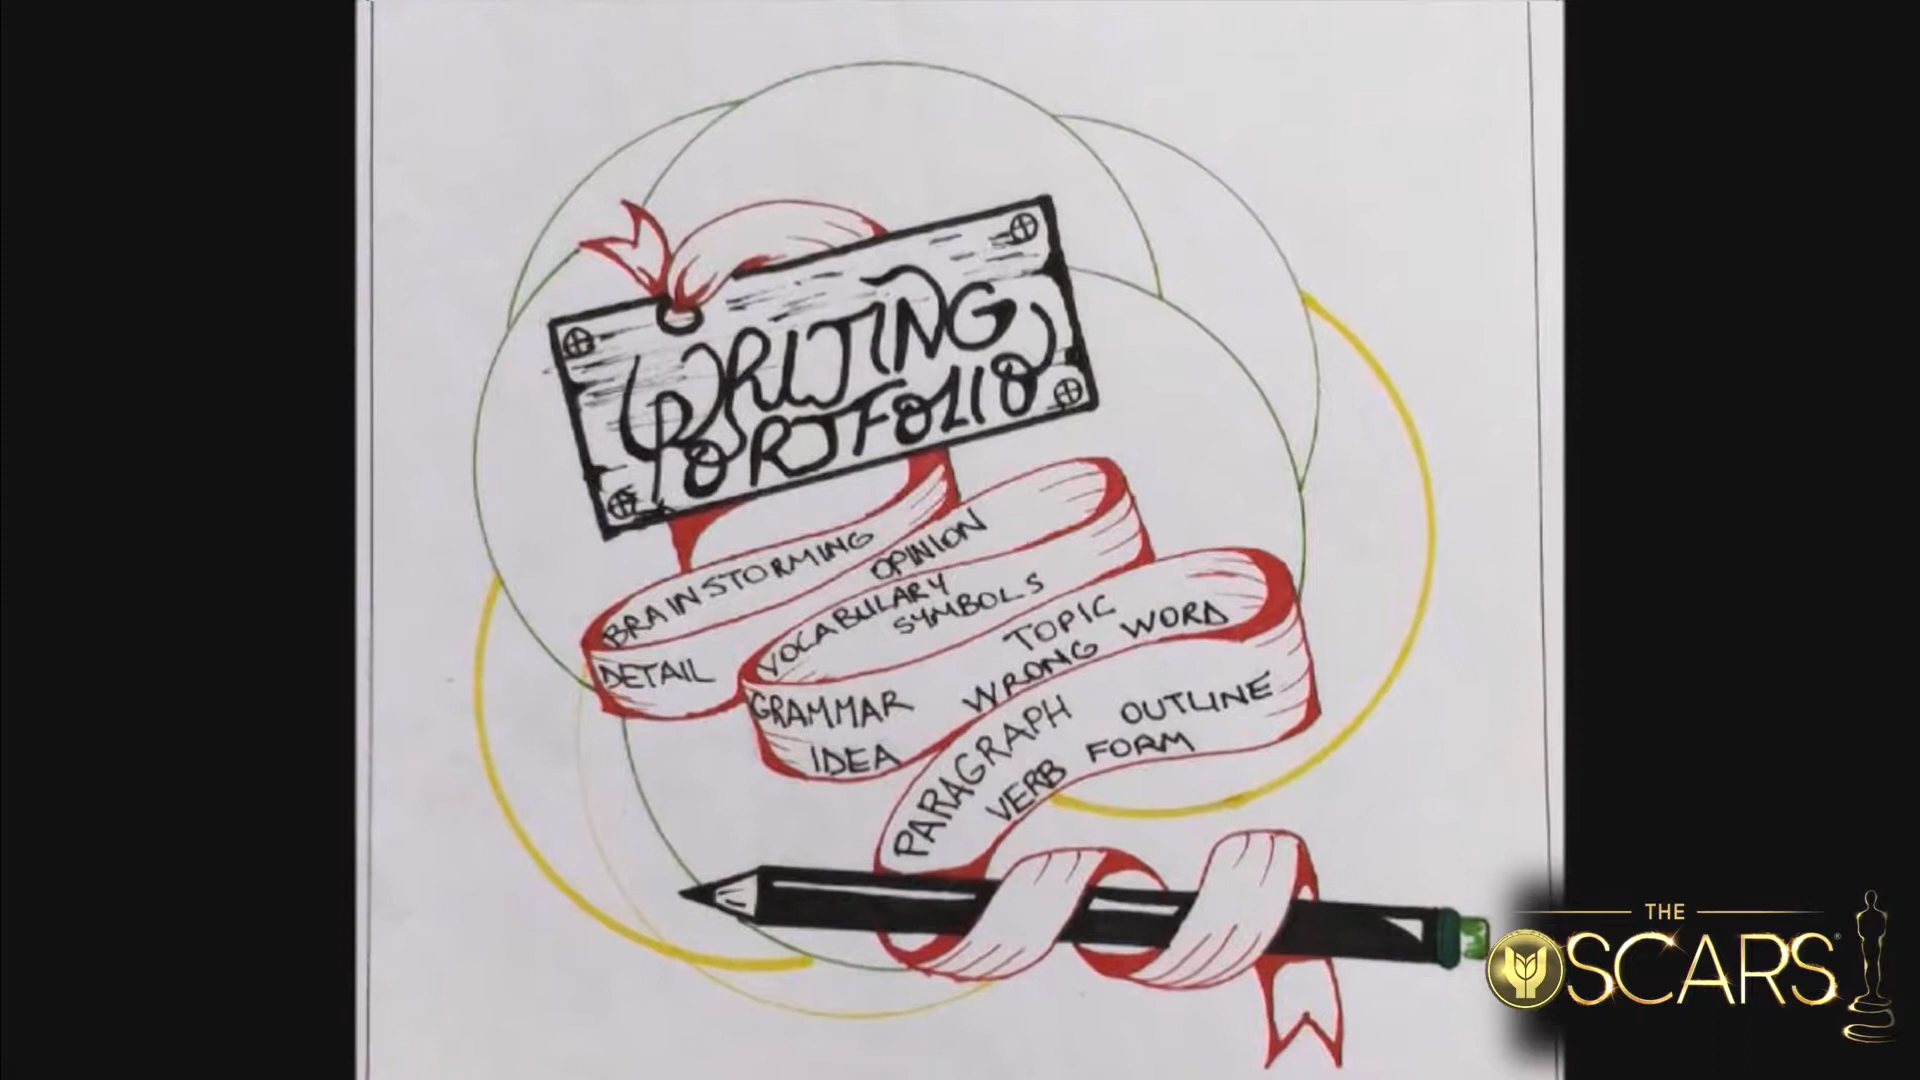 WRITING
PORTFOLIO
BRAINSTORMING
DETAIL
OPINION
VOCABULARY
SYMBOLS
GRAMMAR
IDEA
TOPIC
WRONG WORD
PARAGRAPH OUTLINE
VERB FORM
THE
OSCARS